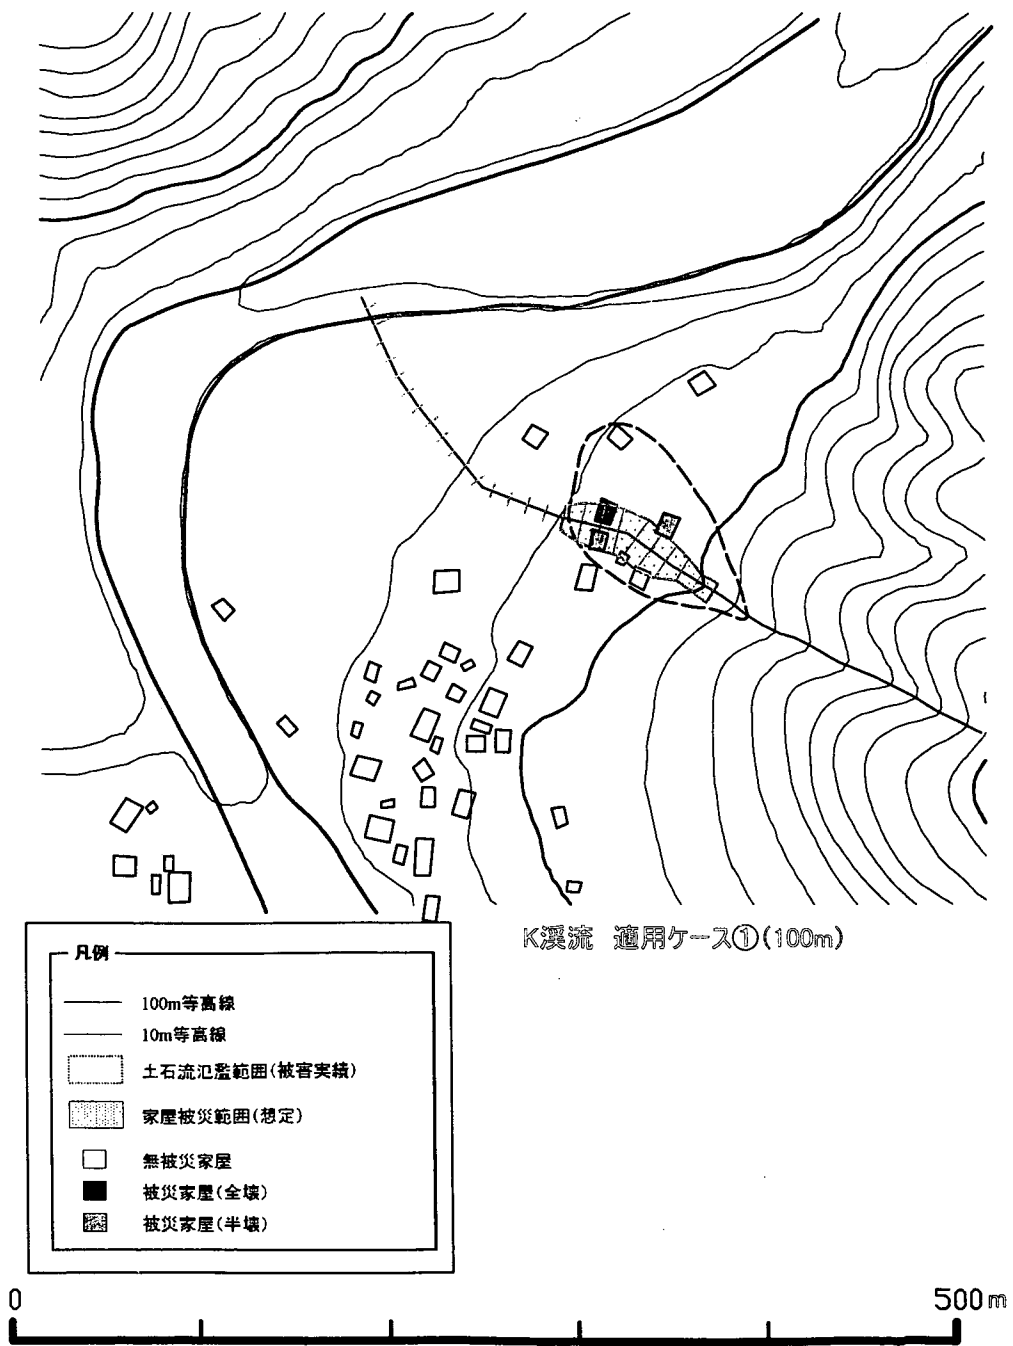 K渓流 適用ケース①(100m)
凡例
100m等高線
10m等高線
土石流氾濫範囲(被害実績)
家屋被災範囲(想定)
無被災家屋
被災家屋(全壊)
被災家屋(半壊)
0 500m